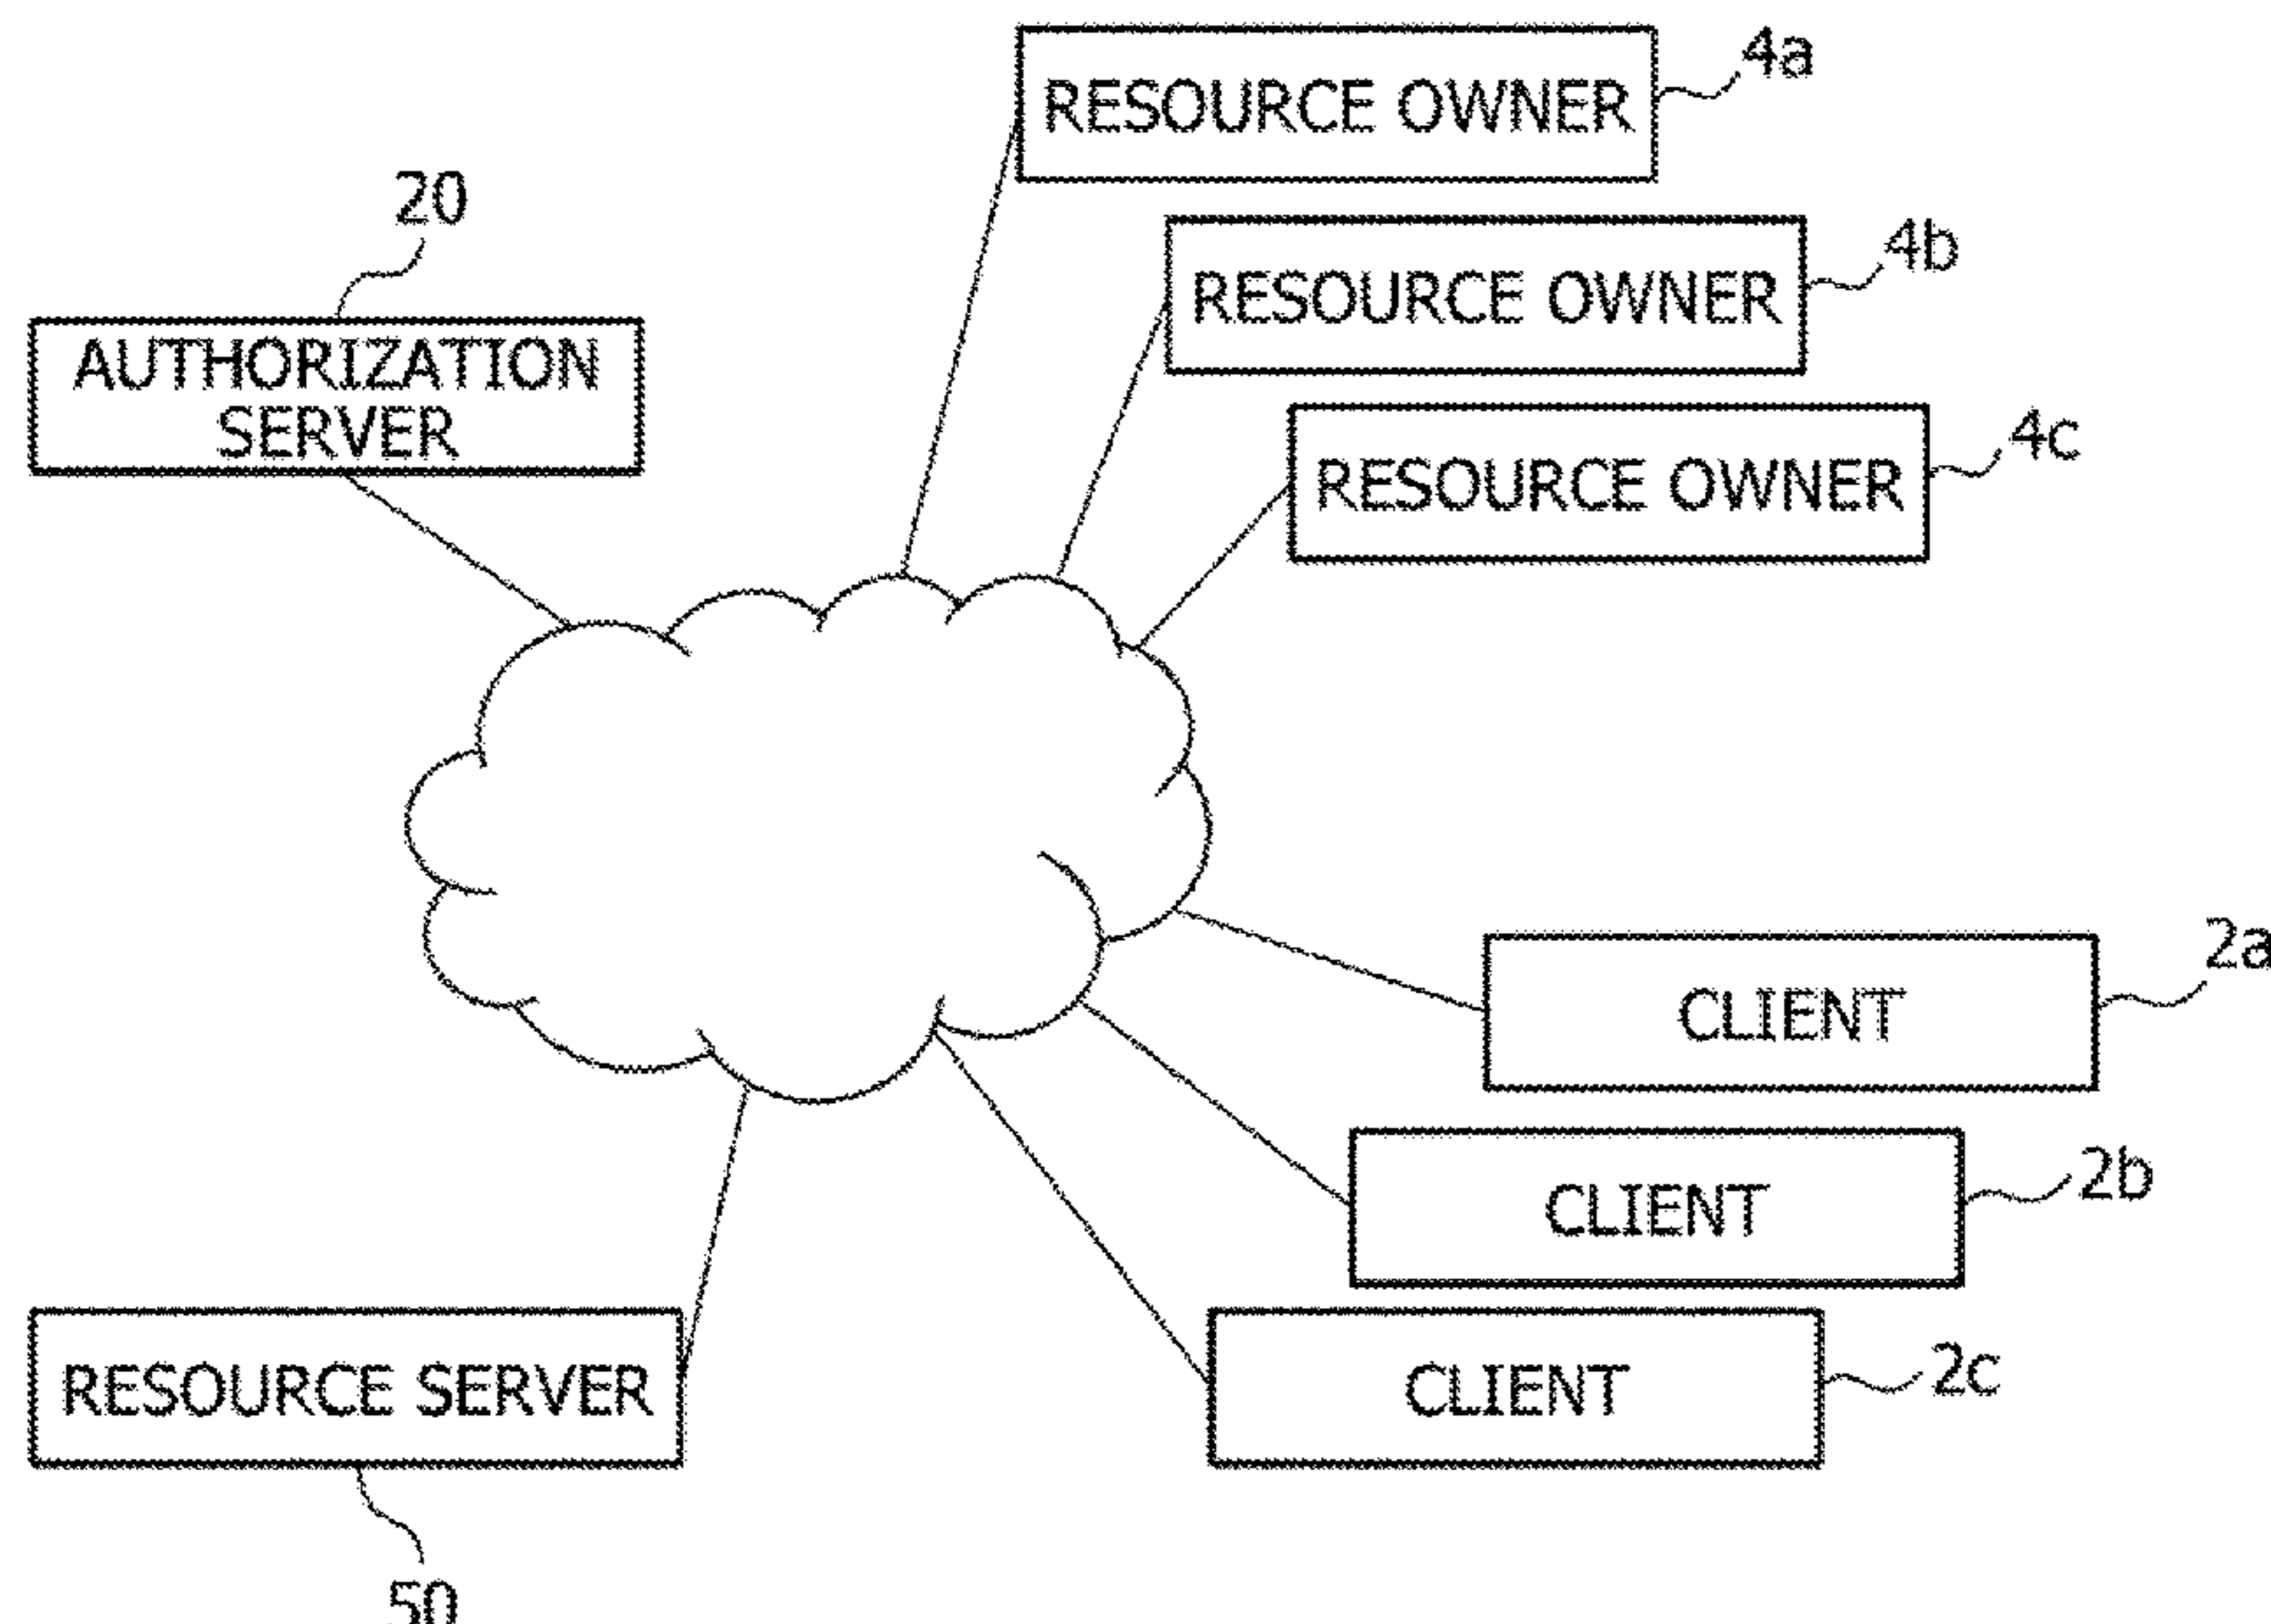 4a
RESOURCE OWNER
20
4b
RESOURCE OWNER
AUTHORIZATION
SERVER
4c
RESOURCE OWNER
2a
CLIENT
2b
CLIENT
RESOURCE SERVER
2c
CLIENT
50